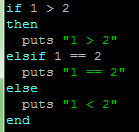 if 1 > 2
then
  puts "1 > 2"
elsif 1 == 2
  puts "1 == 2"
else
  puts "1 < 2"
end